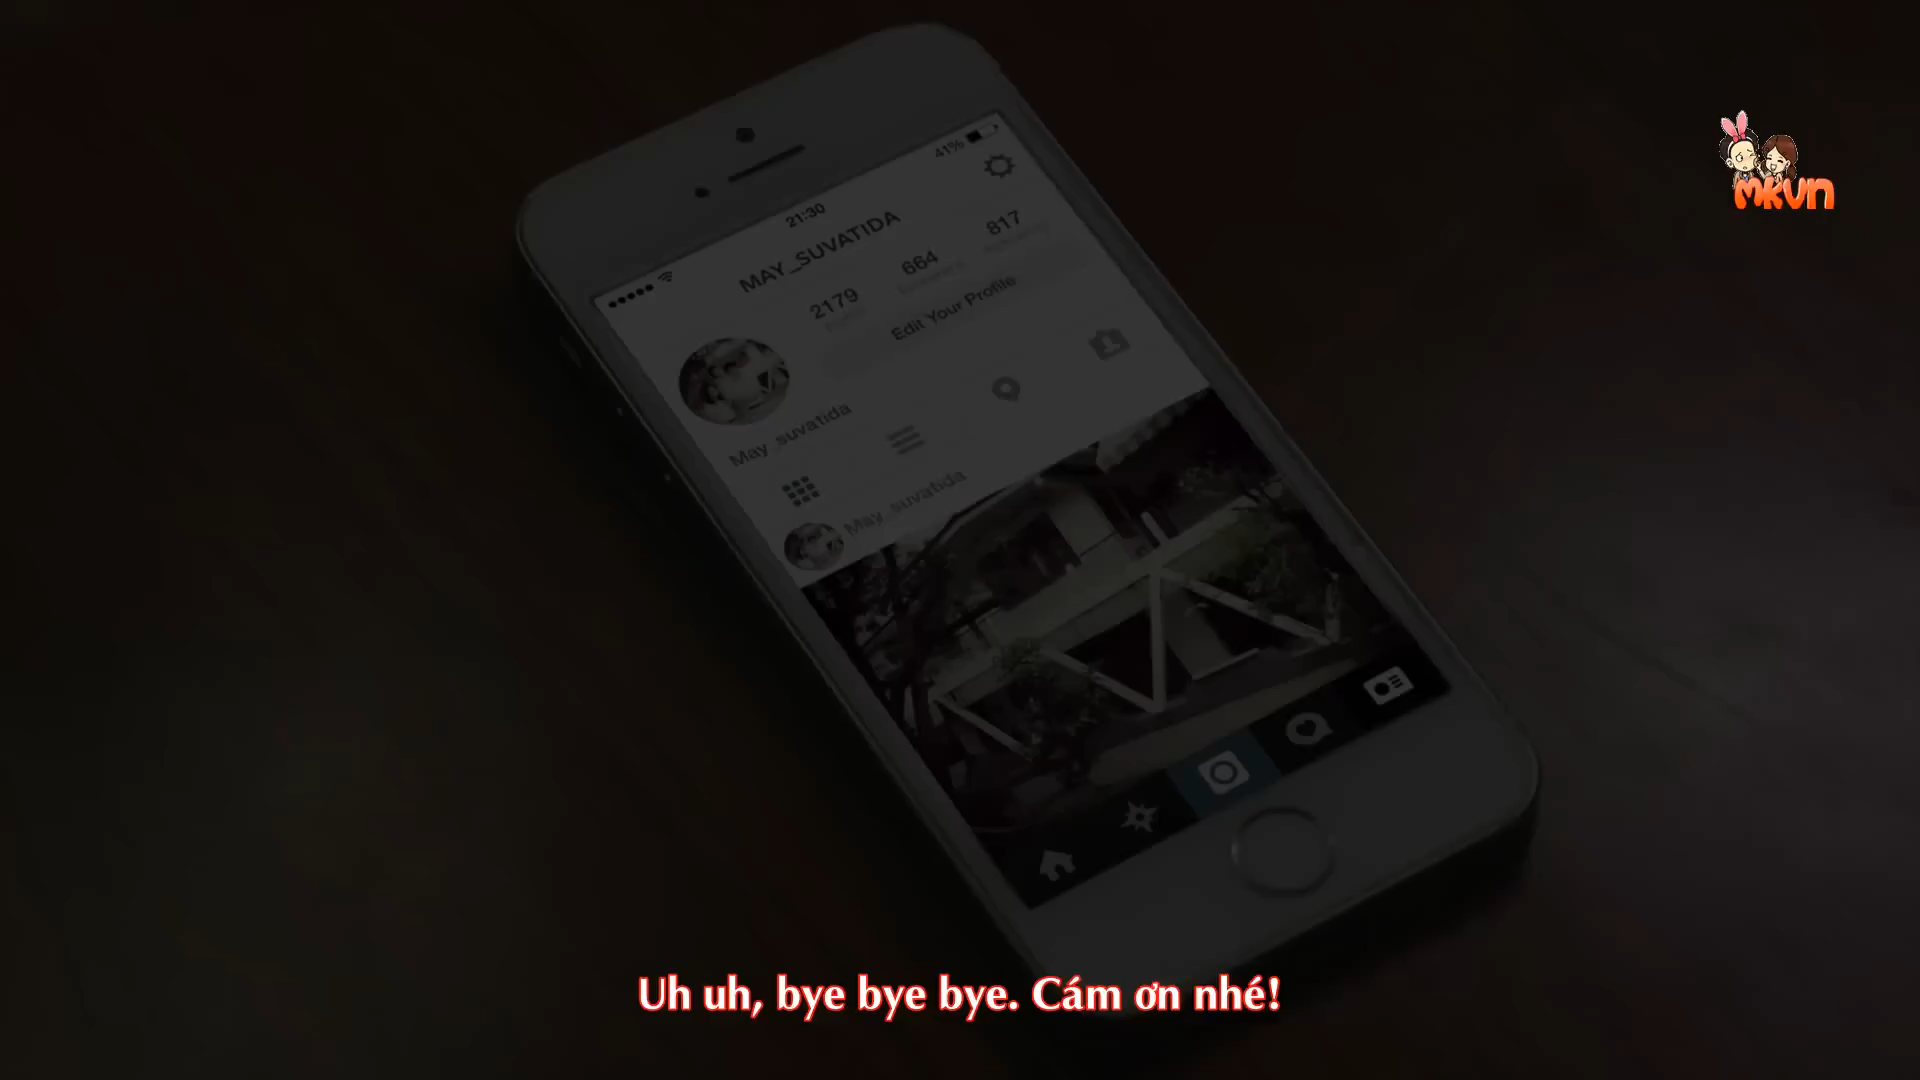 MKVN
41%
21:30
MAY_SUVATIDA
2179
664
817
Edit Your Profile
May_suvatida
May_suvatida
Uh uh, bye bye bye. Cám ơn nhé!